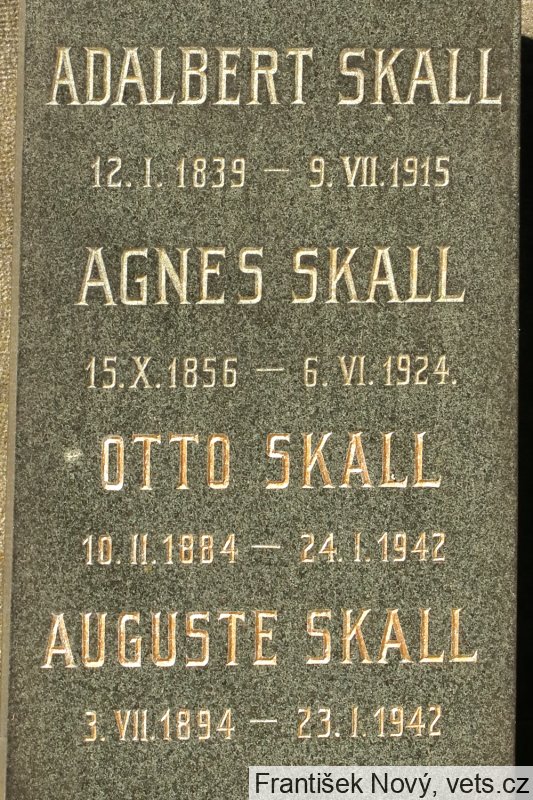 ADALBERT SKALL
12. I. 1839 — 9. VII. 1915
AGNES SKALL
15. X. 1856 — 6. VI. 1924.
OTTO SKALL
10. II. 1884 — 24. I. 1942
AUGUSTE SKALL
3. VII. 1894 — 23. I. 1942
František Nový, vets.cz